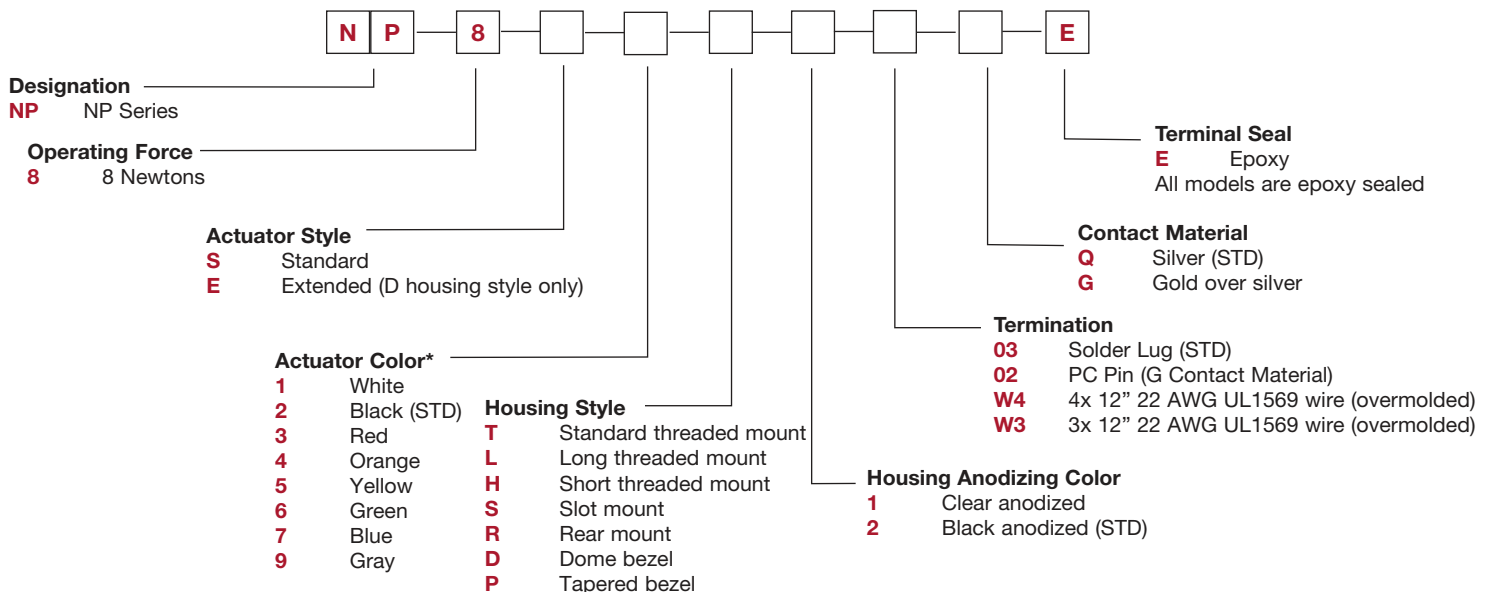 N P 8 E
Designation
NP NP Series
Operating Force
8 8 Newtons
Terminal Seal
E Epoxy
All models are epoxy sealed
Actuator Style
S Standard
E Extended (D housing style only)
Contact Material
Q Silver (STD)
G Gold over silver
Termination
03 Solder Lug (STD)
02 PC Pin (G Contact Material)
W4 4x 12” 22 AWG UL1569 wire (overmolded)
W3 3x 12” 22 AWG UL1569 wire (overmolded)
Actuator Color*
1 White
2 Black (STD)
3 Red
4 Orange
5 Yellow
6 Green
7 Blue
9 Gray
Housing Style
T Standard threaded mount
L Long threaded mount
H Short threaded mount
S Slot mount
R Rear mount
D Dome bezel
P Tapered bezel
Housing Anodizing Color
1 Clear anodized
2 Black anodized (STD)